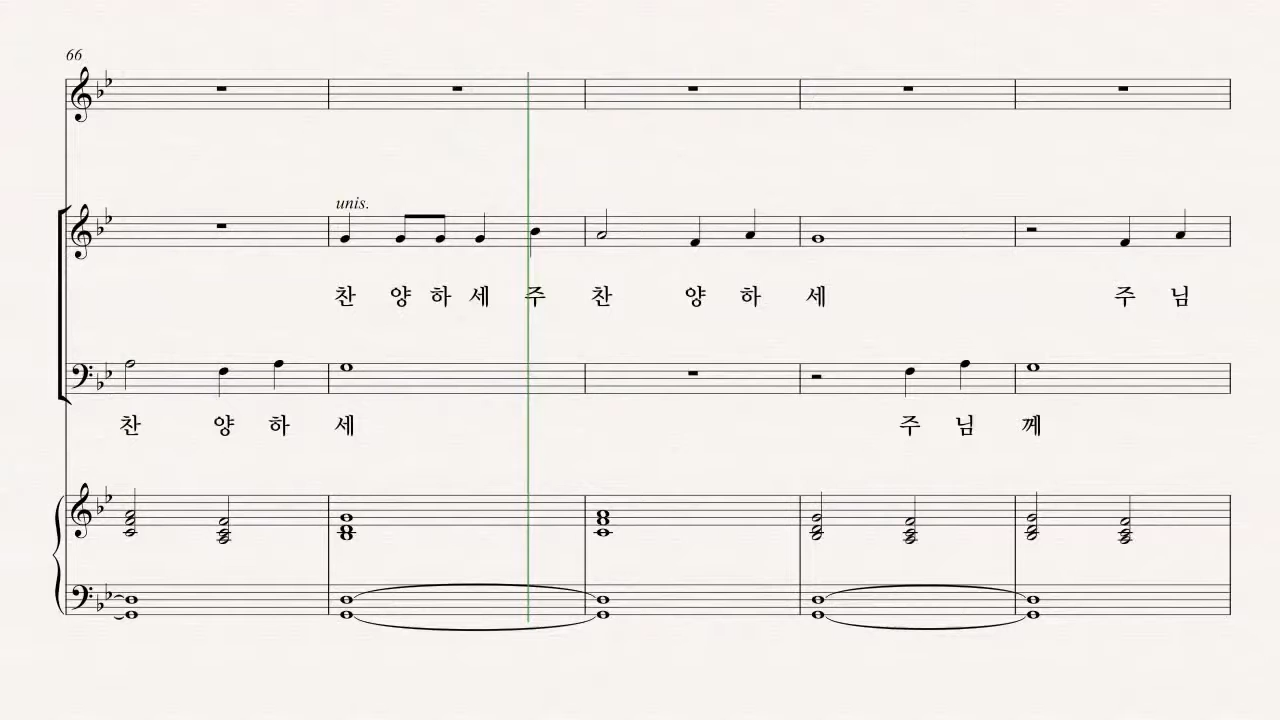 66
unis.
찬 양 하 세 주 찬 양 하 세 주 님
찬 양 하 세 주 님 께